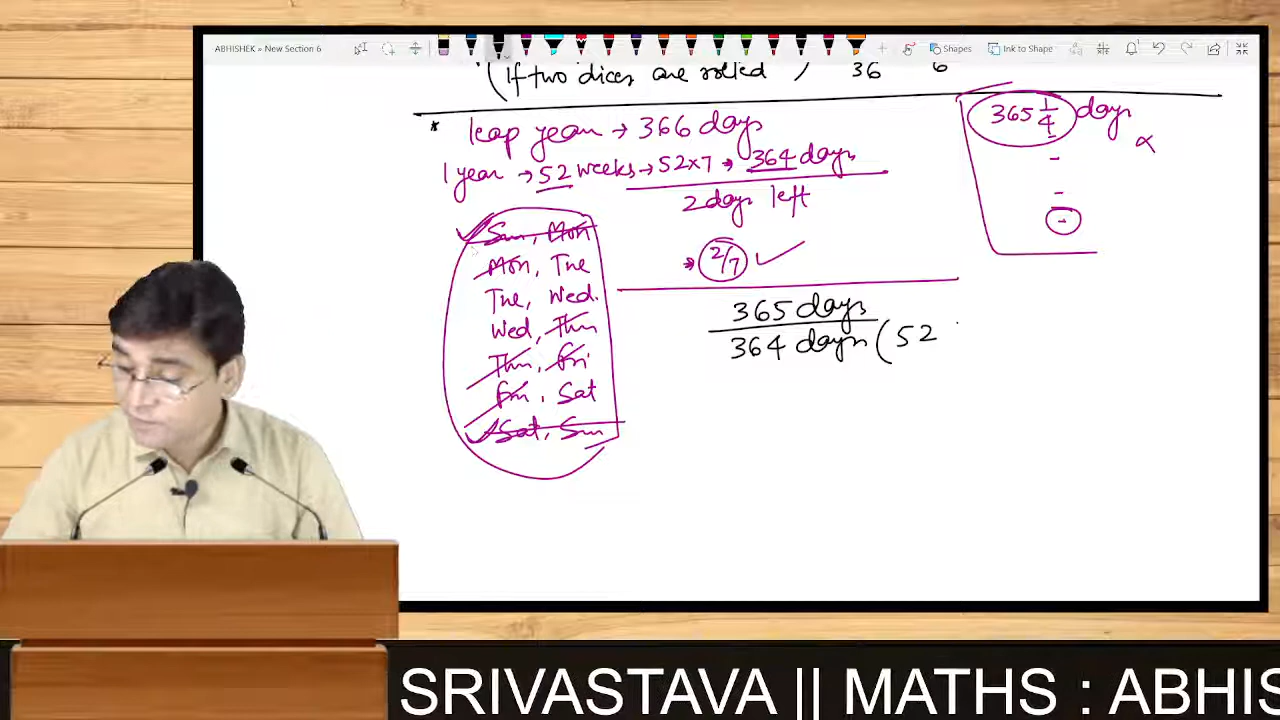 ABHISHEK » New Section 6
Shapes
Ink to Shape
(If two dices are rolled) 36 6
* leap year → 366 days
1 year → 52 weeks → 52x7 → 364 days
2 days left
365 1/4 days
Sun, Mon
Mon, Tue
Tue, Wed.
Wed, Thu
Thu, Fri
Fri, Sat
Sat, Sun
→ 2/7 ✓
365 days
364 days (52
SRIVASTAVA || MATHS : ABHIS